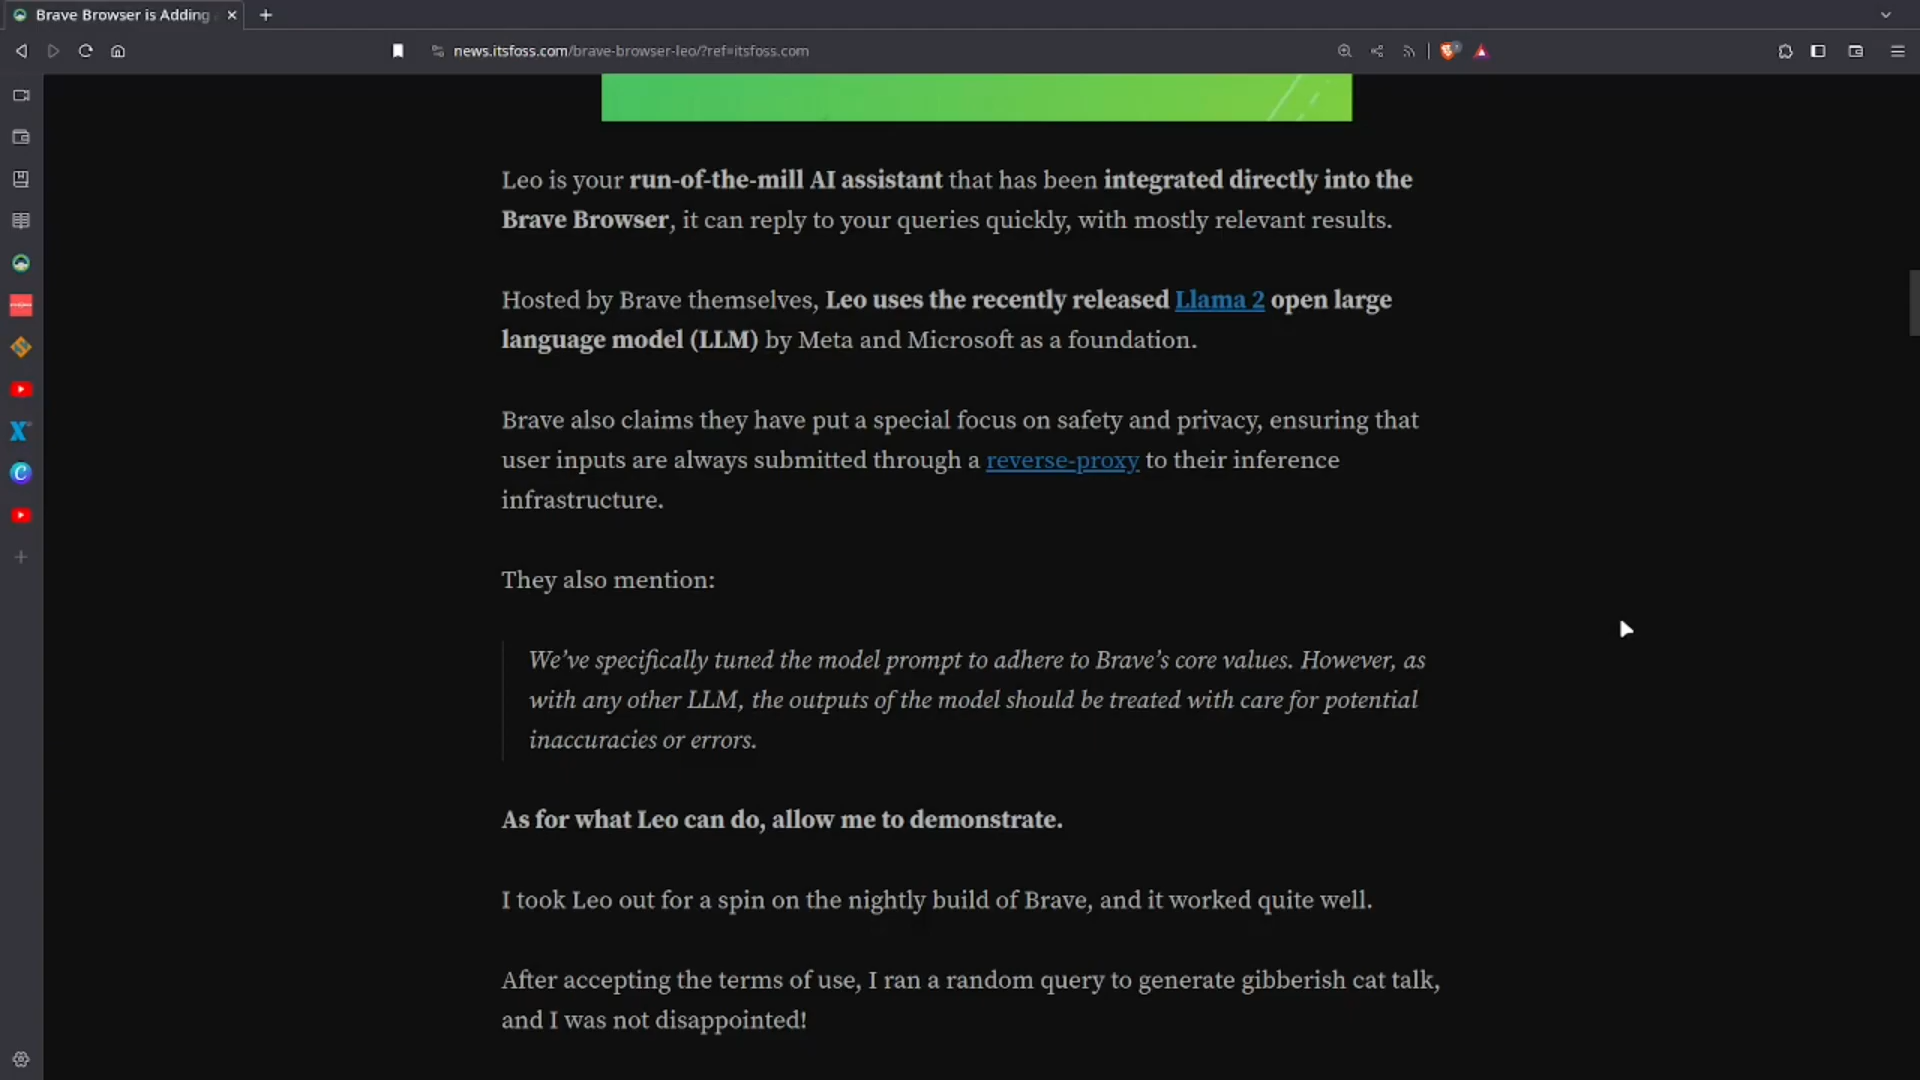 Brave Browser is Adding
news.itsfoss.com/brave-browser-leo/?ref=itsfoss.com
Leo is your run-of-the-mill AI assistant that has been integrated directly into the
Brave Browser, it can reply to your queries quickly, with mostly relevant results.
Hosted by Brave themselves, Leo uses the recently released Llama 2 open large
language model (LLM) by Meta and Microsoft as a foundation.
Brave also claims they have put a special focus on safety and privacy, ensuring that
user inputs are always submitted through a reverse-proxy to their inference
infrastructure.
They also mention:
We’ve specifically tuned the model prompt to adhere to Brave’s core values. However, as
with any other LLM, the outputs of the model should be treated with care for potential
inaccuracies or errors.
As for what Leo can do, allow me to demonstrate.
I took Leo out for a spin on the nightly build of Brave, and it worked quite well.
After accepting the terms of use, I ran a random query to generate gibberish cat talk,
and I was not disappointed!